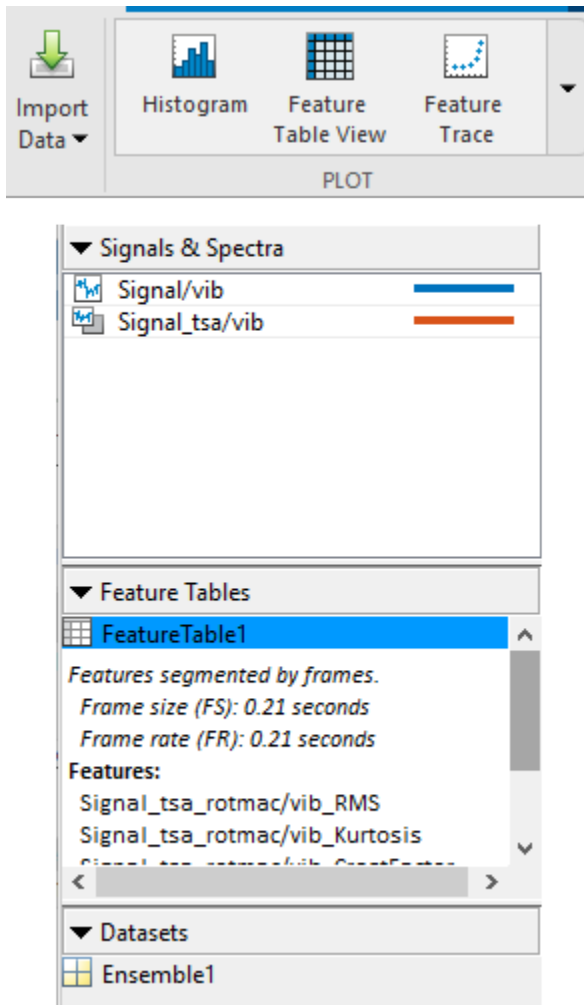 Import
Data
Histogram
Feature
Table View
Feature
Trace
PLOT
Signals & Spectra
Signal/vib
Signal_tsa/vib
Feature Tables
FeatureTable1
Features segmented by frames.
Frame size (FS): 0.21 seconds
Frame rate (FR): 0.21 seconds
Features:
Signal_tsa_rotmac/vib_RMS
Signal_tsa_rotmac/vib_Kurtosis
Signal_tsa_rotmac/vib_CrestFactor
Datasets
Ensemble1